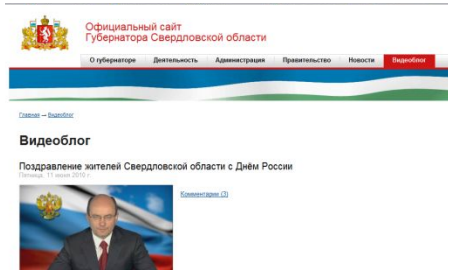 Официальный сайт
Губернатора Свердловской области
О губернаторе Деятельность Администрация Правительство Новости Видеоблог
Главная → Видеоблог
Видеоблог
Поздравление жителей Свердловской области с Днём России
Пятница, 11 июня 2010 г.
Комментарии (3)